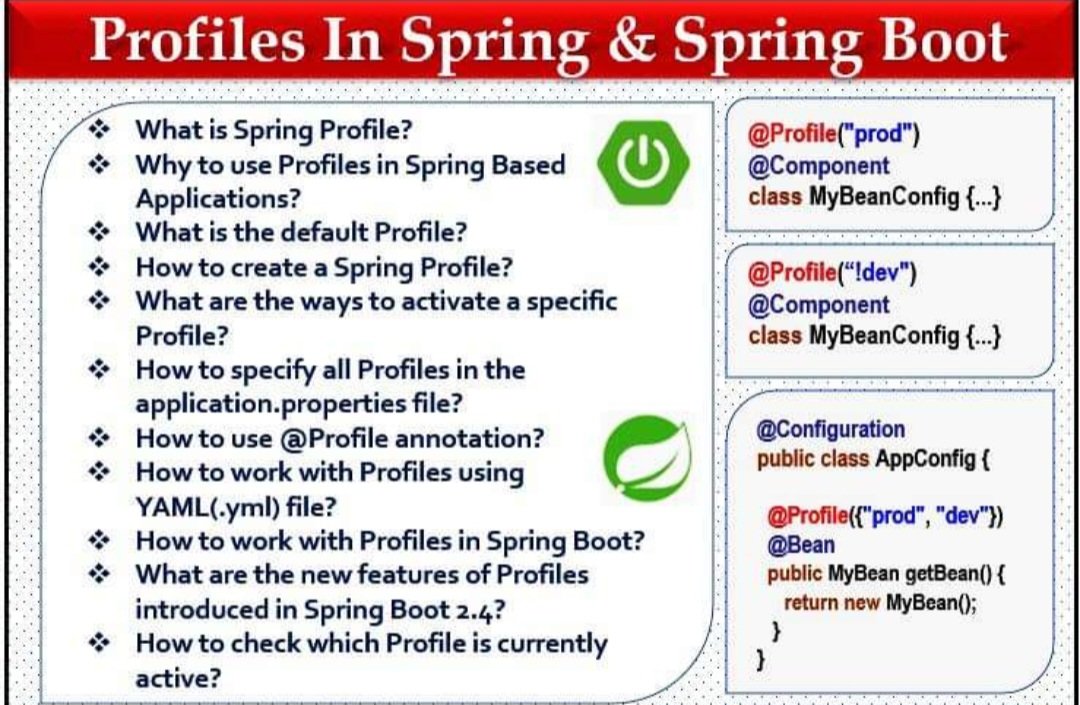 Profiles In Spring & Spring Boot
❖ What is Spring Profile?
❖ Why to use Profiles in Spring Based
Applications?
❖ What is the default Profile?
❖ How to create a Spring Profile?
❖ What are the ways to activate a specific
Profile?
❖ How to specify all Profiles in the
application.properties file?
❖ How to use @Profile annotation?
❖ How to work with Profiles using
YAML(.yml) file?
❖ How to work with Profiles in Spring Boot?
❖ What are the new features of Profiles
introduced in Spring Boot 2.4?
❖ How to check which Profile is currently
active?
@Profile("prod")
@Component
class MyBeanConfig {...}
@Profile(“!dev")
@Component
class MyBeanConfig {...}
@Configuration
public class AppConfig {
@Profile({"prod", "dev"})
@Bean
public MyBean getBean() {
return new MyBean();
}
}